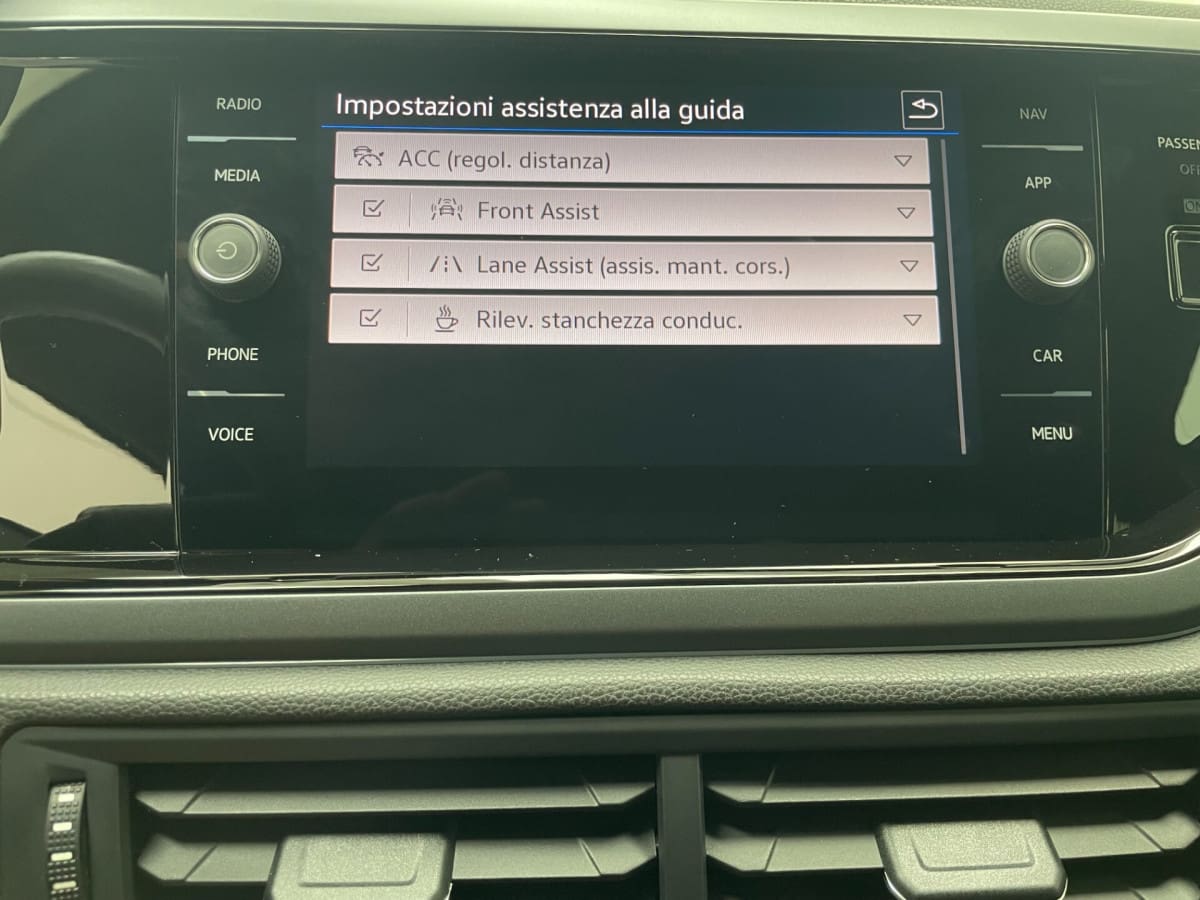 RADIO
MEDIA
PHONE
VOICE
Impostazioni assistenza alla guida
ACC (regol. distanza)
Front Assist
Lane Assist (assis. mant. cors.)
Rilev. stanchezza conduc.
NAV
APP
CAR
MENU